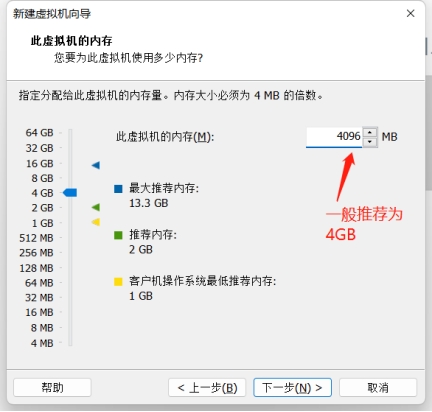 新建虚拟机向导
此虚拟机的内存
您要为此虚拟机使用多少内存?
指定分配给此虚拟机的内存量。内存大小必须为 4 MB 的倍数。
64 GB
32 GB
16 GB
8 GB
4 GB
2 GB
1 GB
512 MB
256 MB
128 MB
64 MB
32 MB
16 MB
8 MB
4 MB
此虚拟机的内存(M):
4096
MB
最大推荐内存:
13.3 GB
推荐内存:
2 GB
客户机操作系统最低推荐内存:
1 GB
一般推荐为
4GB
帮助
< 上一步(B)
下一步(N) >
取消